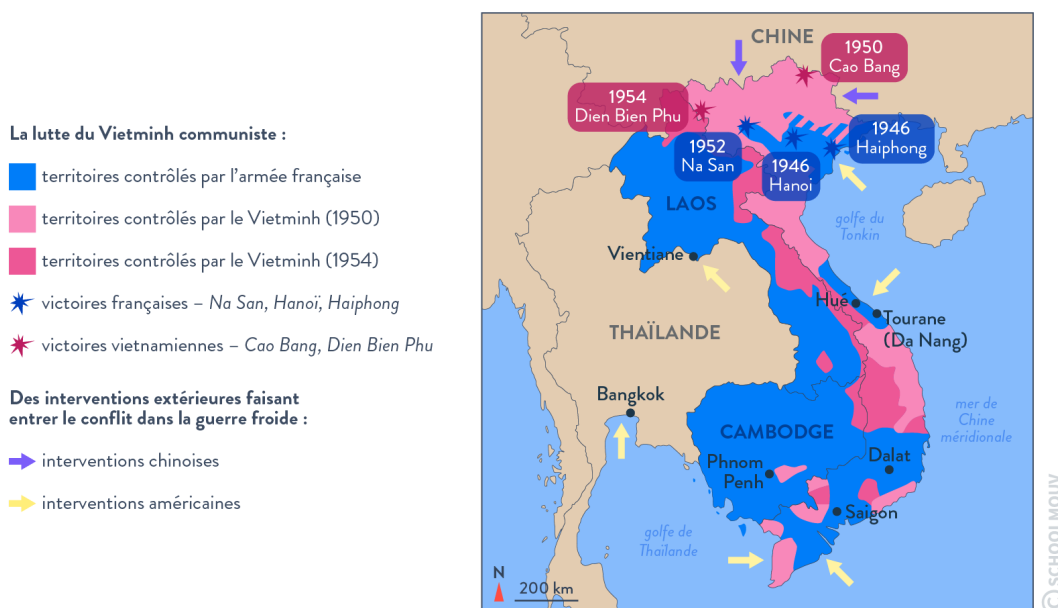 La lutte du Vietminh communiste :
territoires contrôlés par l'armée française
territoires contrôlés par le Vietminh (1950)
territoires contrôlés par le Vietminh (1954)
victoires françaises – Na San, Hanoï, Haiphong
victoires vietnamiennes – Cao Bang, Dien Bien Phu
Des interventions extérieures faisant
entrer le conflit dans la guerre froide :
interventions chinoises
interventions américaines
CHINE
1950
Cao Bang
1954
Dien Bien Phu
1946
Haiphong
1952
Na San
1946
Hanoi
LAOS
golfe du
Tonkin
Vientiane
Hué
Tourane
(Da Nang)
THAÏLANDE
Bangkok
mer de
Chine
méridionale
CAMBODGE
Dalat
Phnom
Penh
Saigon
golfe de
Thaïlande
N
200 km
© SCHOOLMOUV